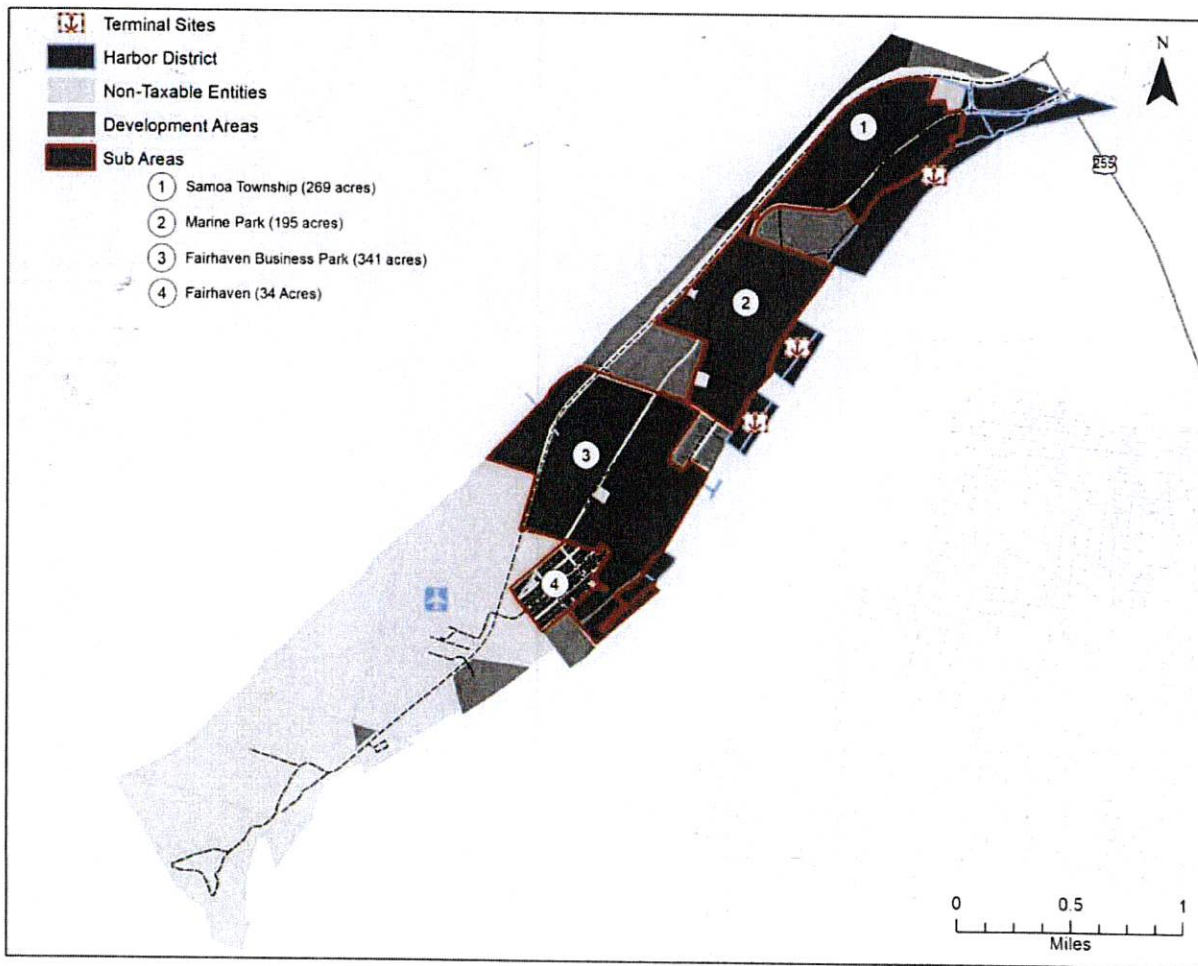 Terminal Sites
Harbor District
Non-Taxable Entities
Development Areas
Sub Areas
1 Samoa Township (269 acres)
2 Marine Park (195 acres)
3 Fairhaven Business Park (341 acres)
4 Fairhaven (34 Acres)
N
1
255
2
3
4
0 0.5 1
Miles